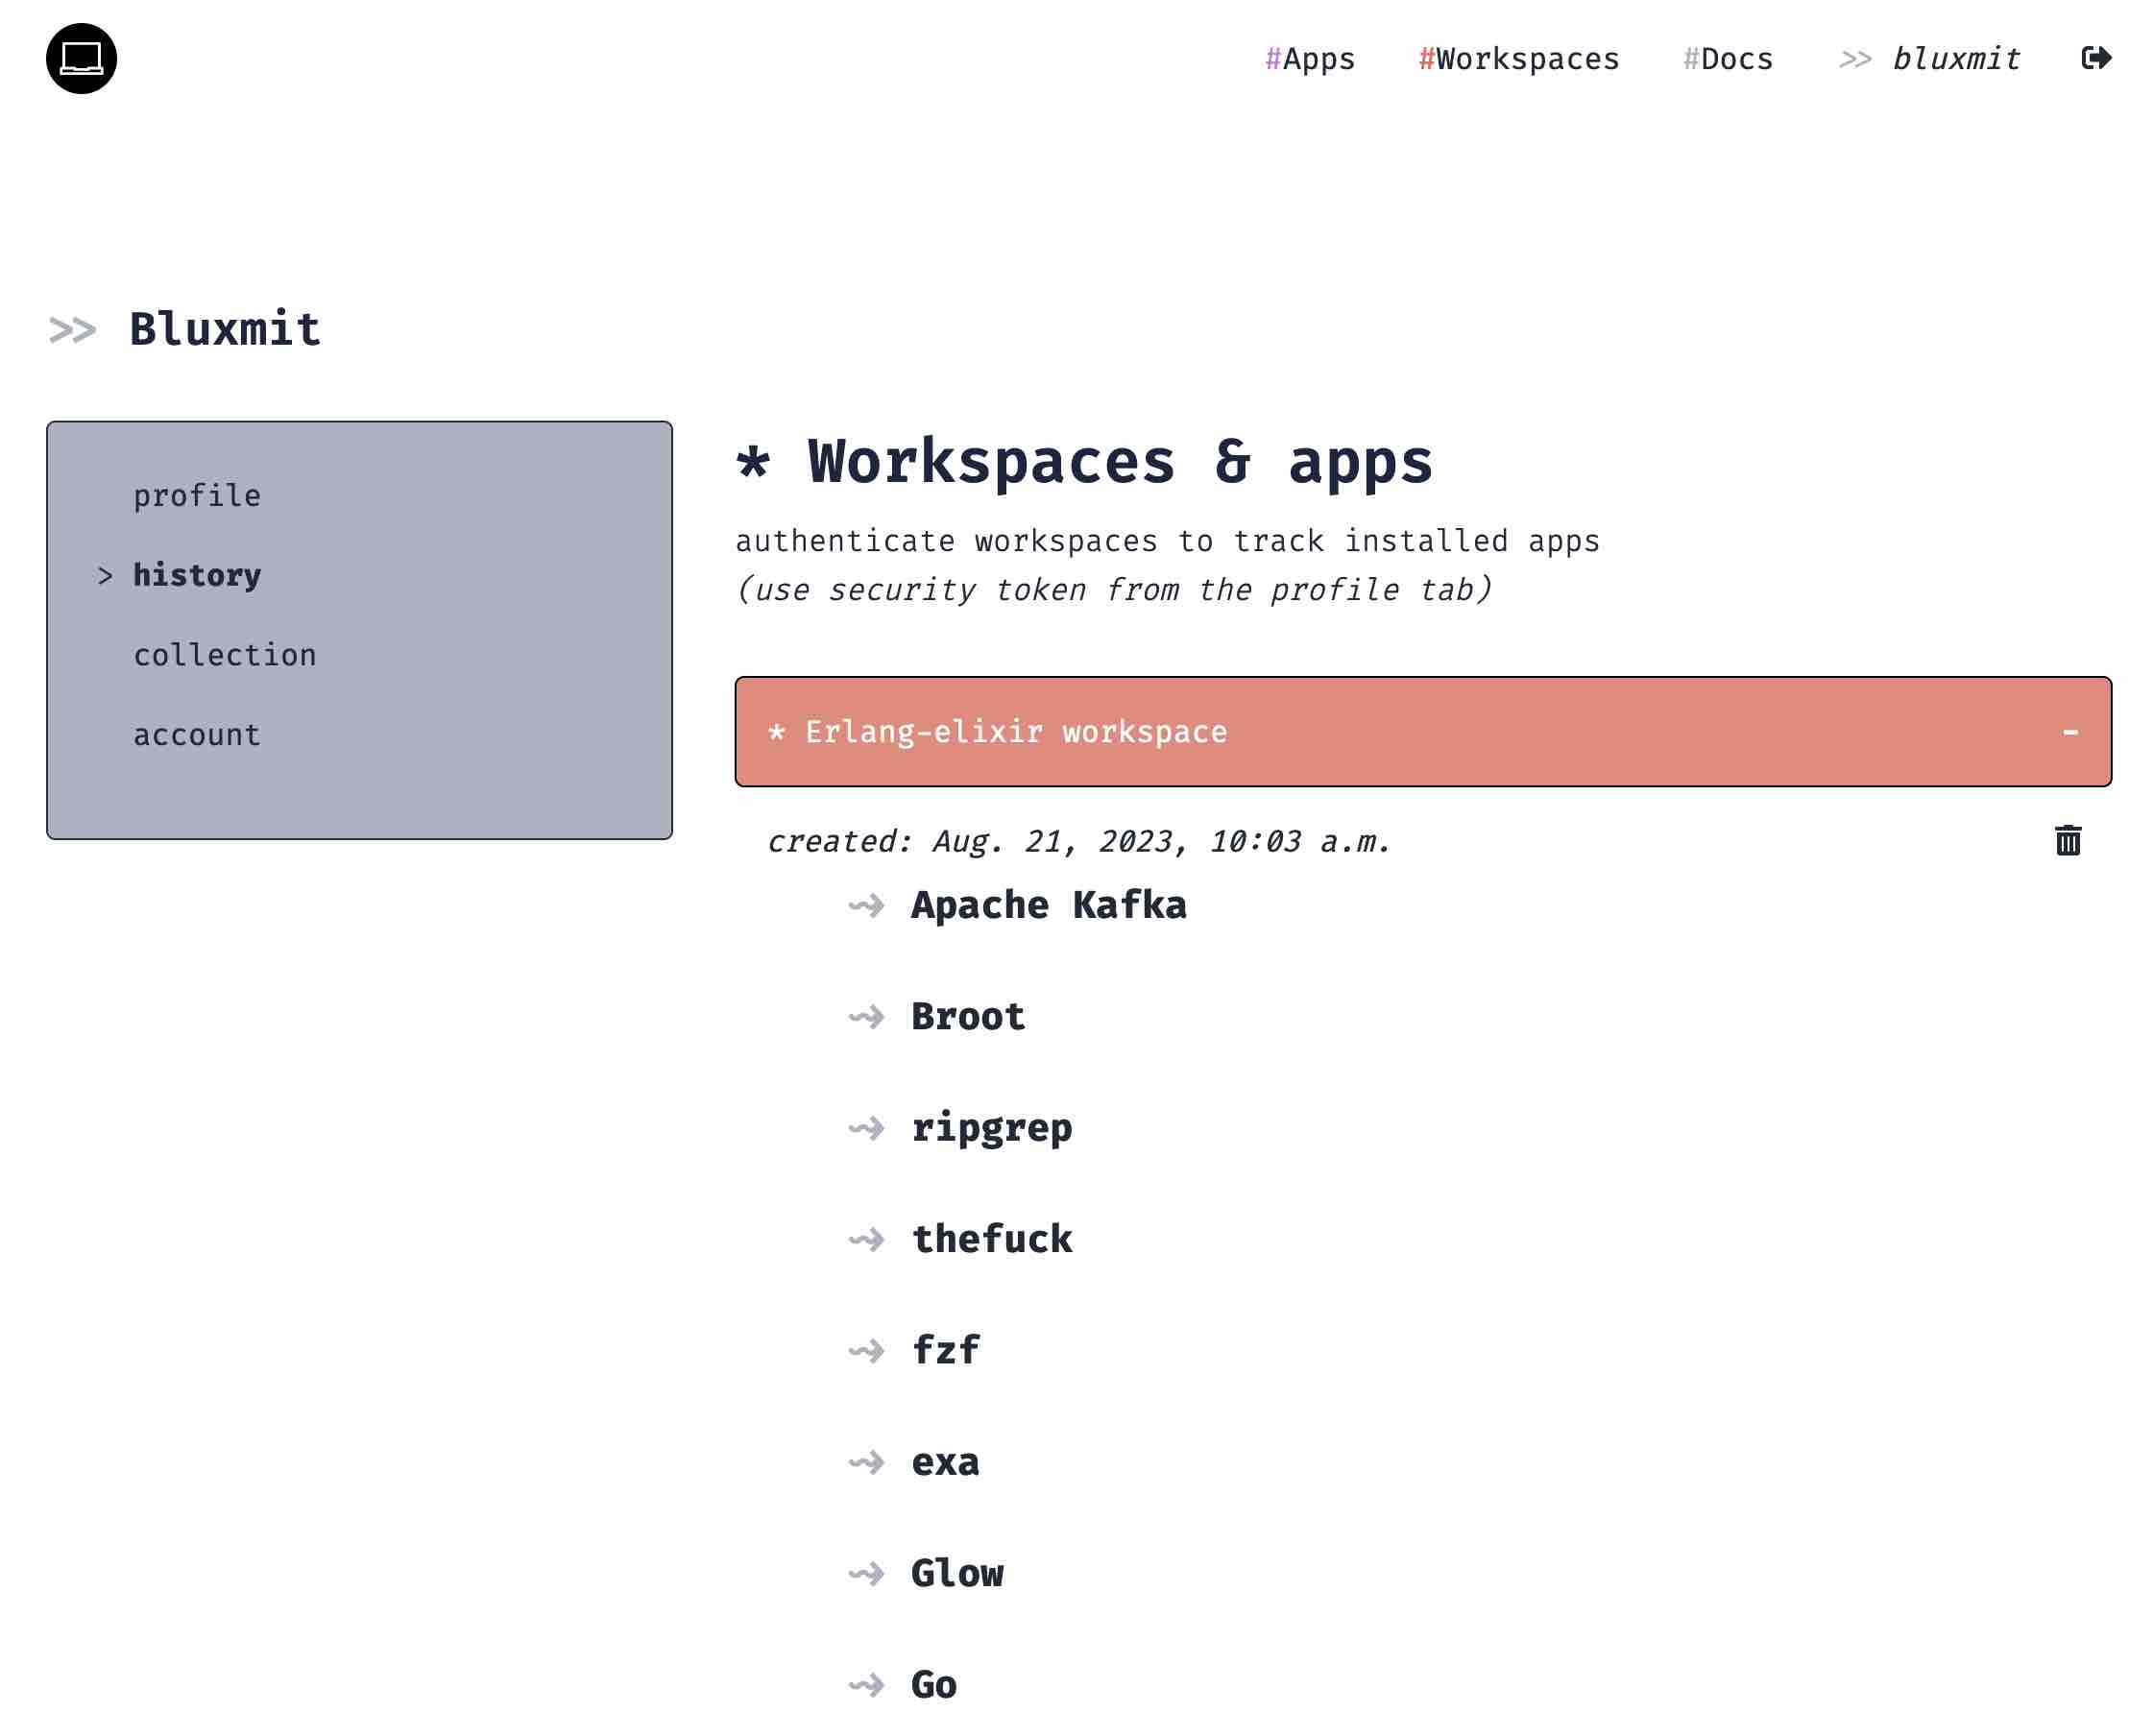 #Apps #Workspaces #Docs >> bluxmit
>> Bluxmit
profile
> history
collection
account
* Workspaces & apps
authenticate workspaces to track installed apps
(use security token from the profile tab)
* Erlang-elixir workspace -
created: Aug. 21, 2023, 10:03 a.m.
⇝ Apache Kafka
⇝ Broot
⇝ ripgrep
⇝ thefuck
⇝ fzf
⇝ exa
⇝ Glow
⇝ Go